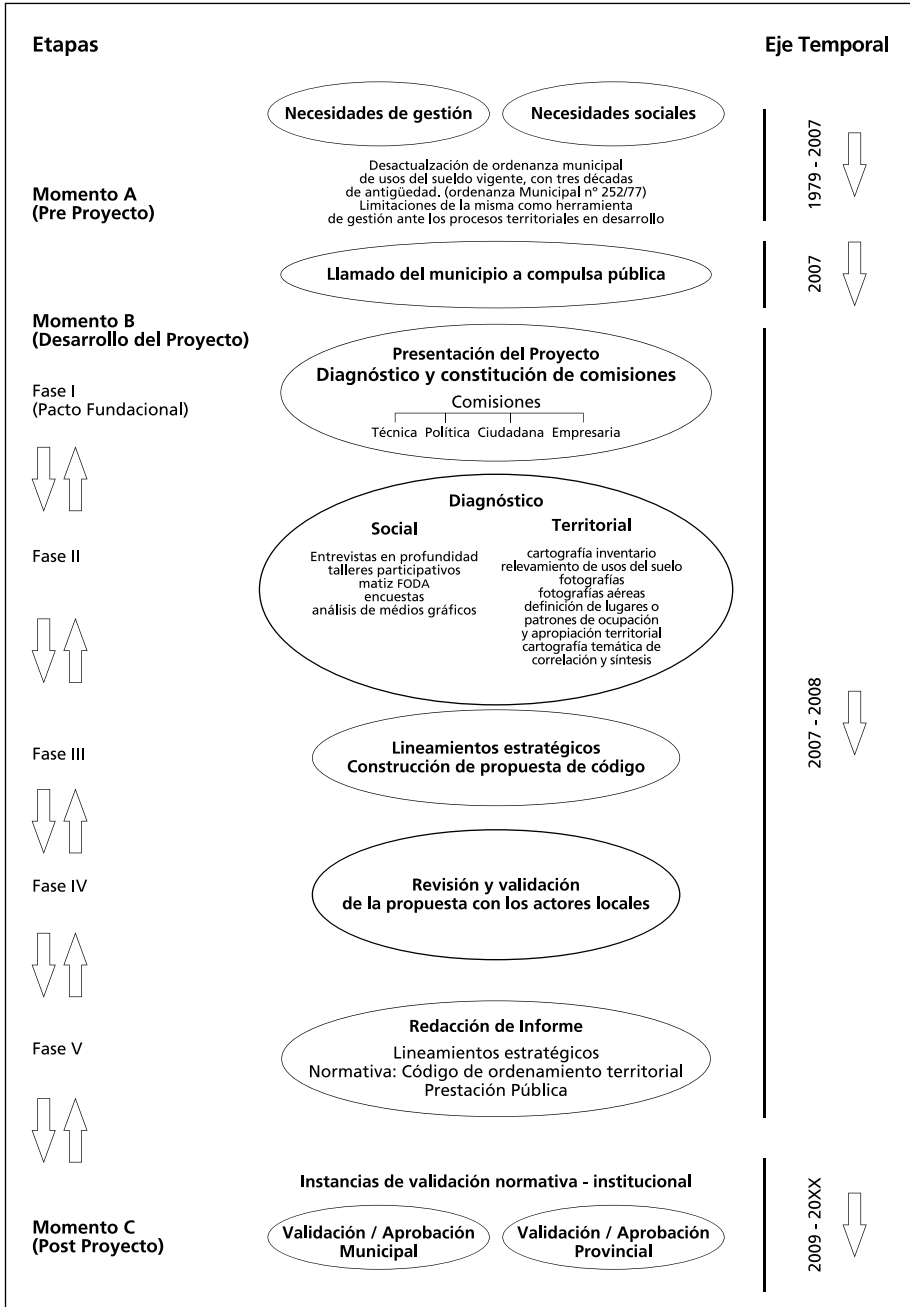 Etapas
Eje Temporal
Necesidades de gestión
Necesidades sociales
1979 - 2007
Momento A
(Pre Proyecto)
Desactualzación de ordenanza municipal
de usos del sueldo vigente, con tres décadas
de antigüedad. (ordenanza Municipal nº 252/77)
Limitaciones de la misma como herramienta
de gestión ante los procesos territoriales en desarrollo
Llamado del municipio a compulsa pública
2007
Momento B
(Desarrollo del Proyecto)
Fase I
(Pacto Fundacional)
Presentación del Proyecto
Diagnóstico y constitución de comisiones
Comisiones
Técnica Política Ciudadana Empresaria
Fase II
Diagnóstico
Social
Entrevistas en profundidad
talleres participativos
matiz FODA
encuestas
análisis de médios gráficos
Territorial
cartografía inventario
relevamiento de usos del suelo
fotografías
fotografías aéreas
definición de lugares o
patrones de ocupación
y apropiación territorial
cartografía temática de
correlación y síntesis
2007 - 2008
Fase III
Lineamientos estratégicos
Construcción de propuesta de código
Fase IV
Revisión y validación
de la propuesta con los actores locales
Fase V
Redacción de Informe
Lineamientos estratégicos
Normativa: Código de ordenamiento territorial
Prestación Pública
Instancias de validación normativa - institucional
Momento C
(Post Proyecto)
Validación / Aprobación
Municipal
Validación / Aprobación
Provincial
2009 - 20XX